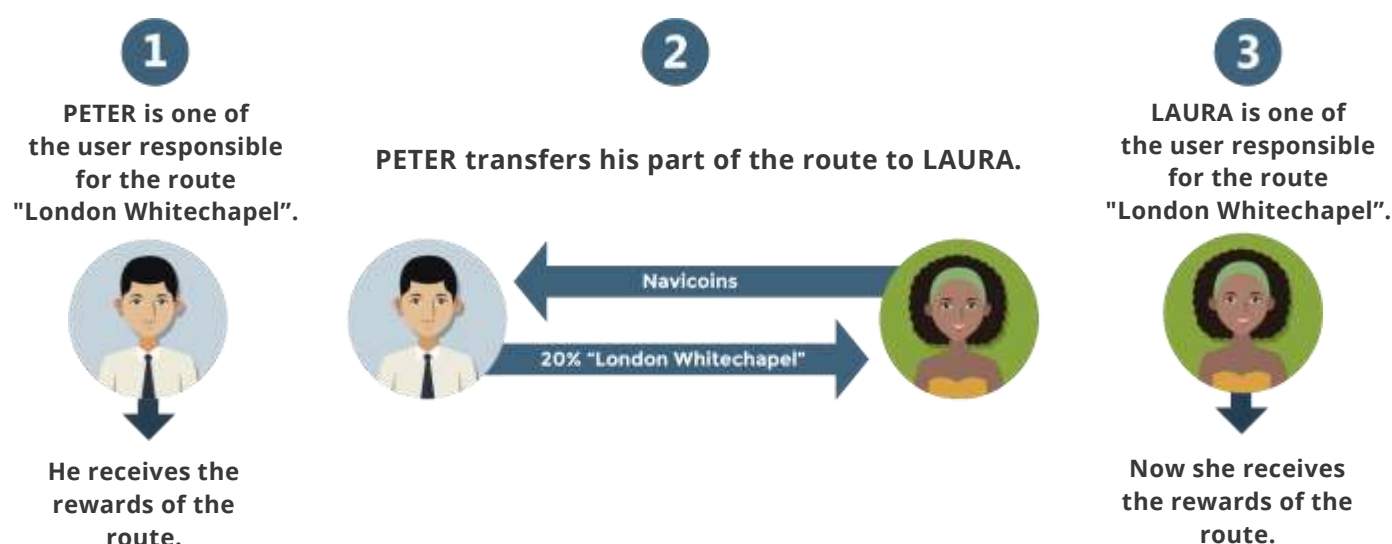 1
PETER is one of
the user responsible
for the route
"London Whitechapel”.
He receives the
rewards of the
route.
2
PETER transfers his part of the route to LAURA.
Navicoins
20% "London Whitechapel"
3
LAURA is one of
the user responsible
for the route
"London Whitechapel”.
Now she receives
the rewards of the
route.